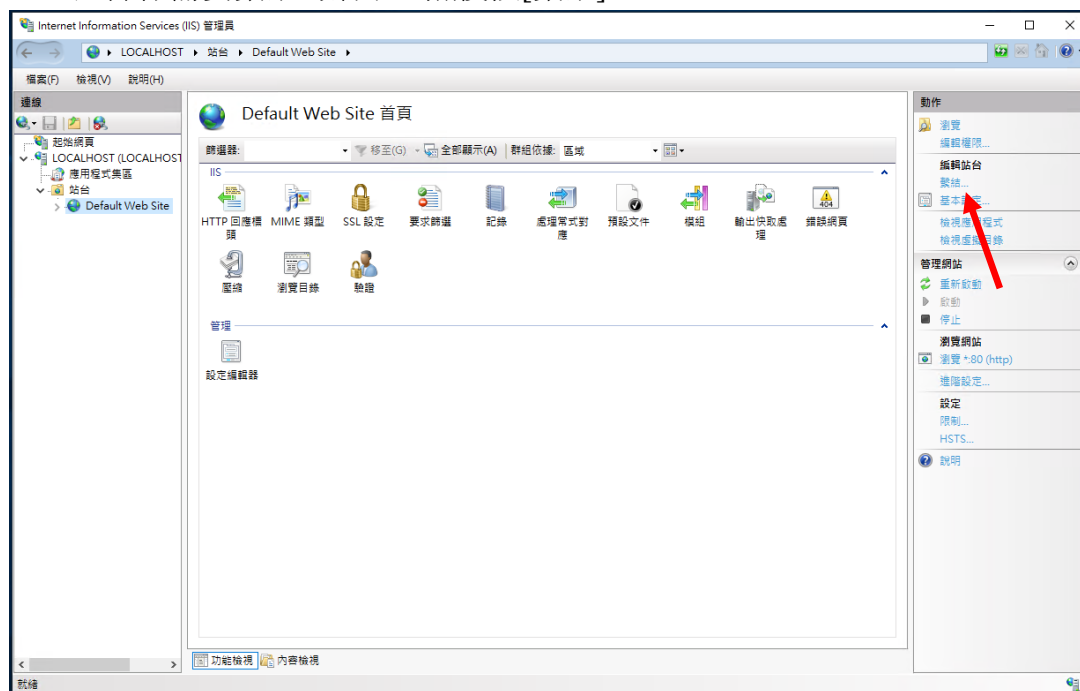 Internet Information Services (IIS) 管理員
LOCALHOST ▸ 站台 ▸ Default Web Site ▸
檔案(F) 檢視(V) 說明(H)
連線
起始網頁
LOCALHOST (LOCALHOST
應用程式集區
站台
Default Web Site
Default Web Site 首頁
篩選器: 移至(G) 全部顯示(A) 群組依據: 區域
IIS
HTTP 回應標頭
MIME 類型
SSL 設定
要求篩選
記錄
處理常式對應
預設文件
模組
輸出快取處理
錯誤網頁
404
壓縮
瀏覽目錄
驗證
管理
設定編輯器
功能檢視 內容檢視
就緒
動作
瀏覽
編輯權限...
編輯站台
繫結...
基本設定...
檢視應用程式
檢視虛擬目錄
管理網站
重新啟動
啟動
停止
瀏覽網站
瀏覽 *:80 (http)
進階設定...
設定
限制...
HSTS...
說明